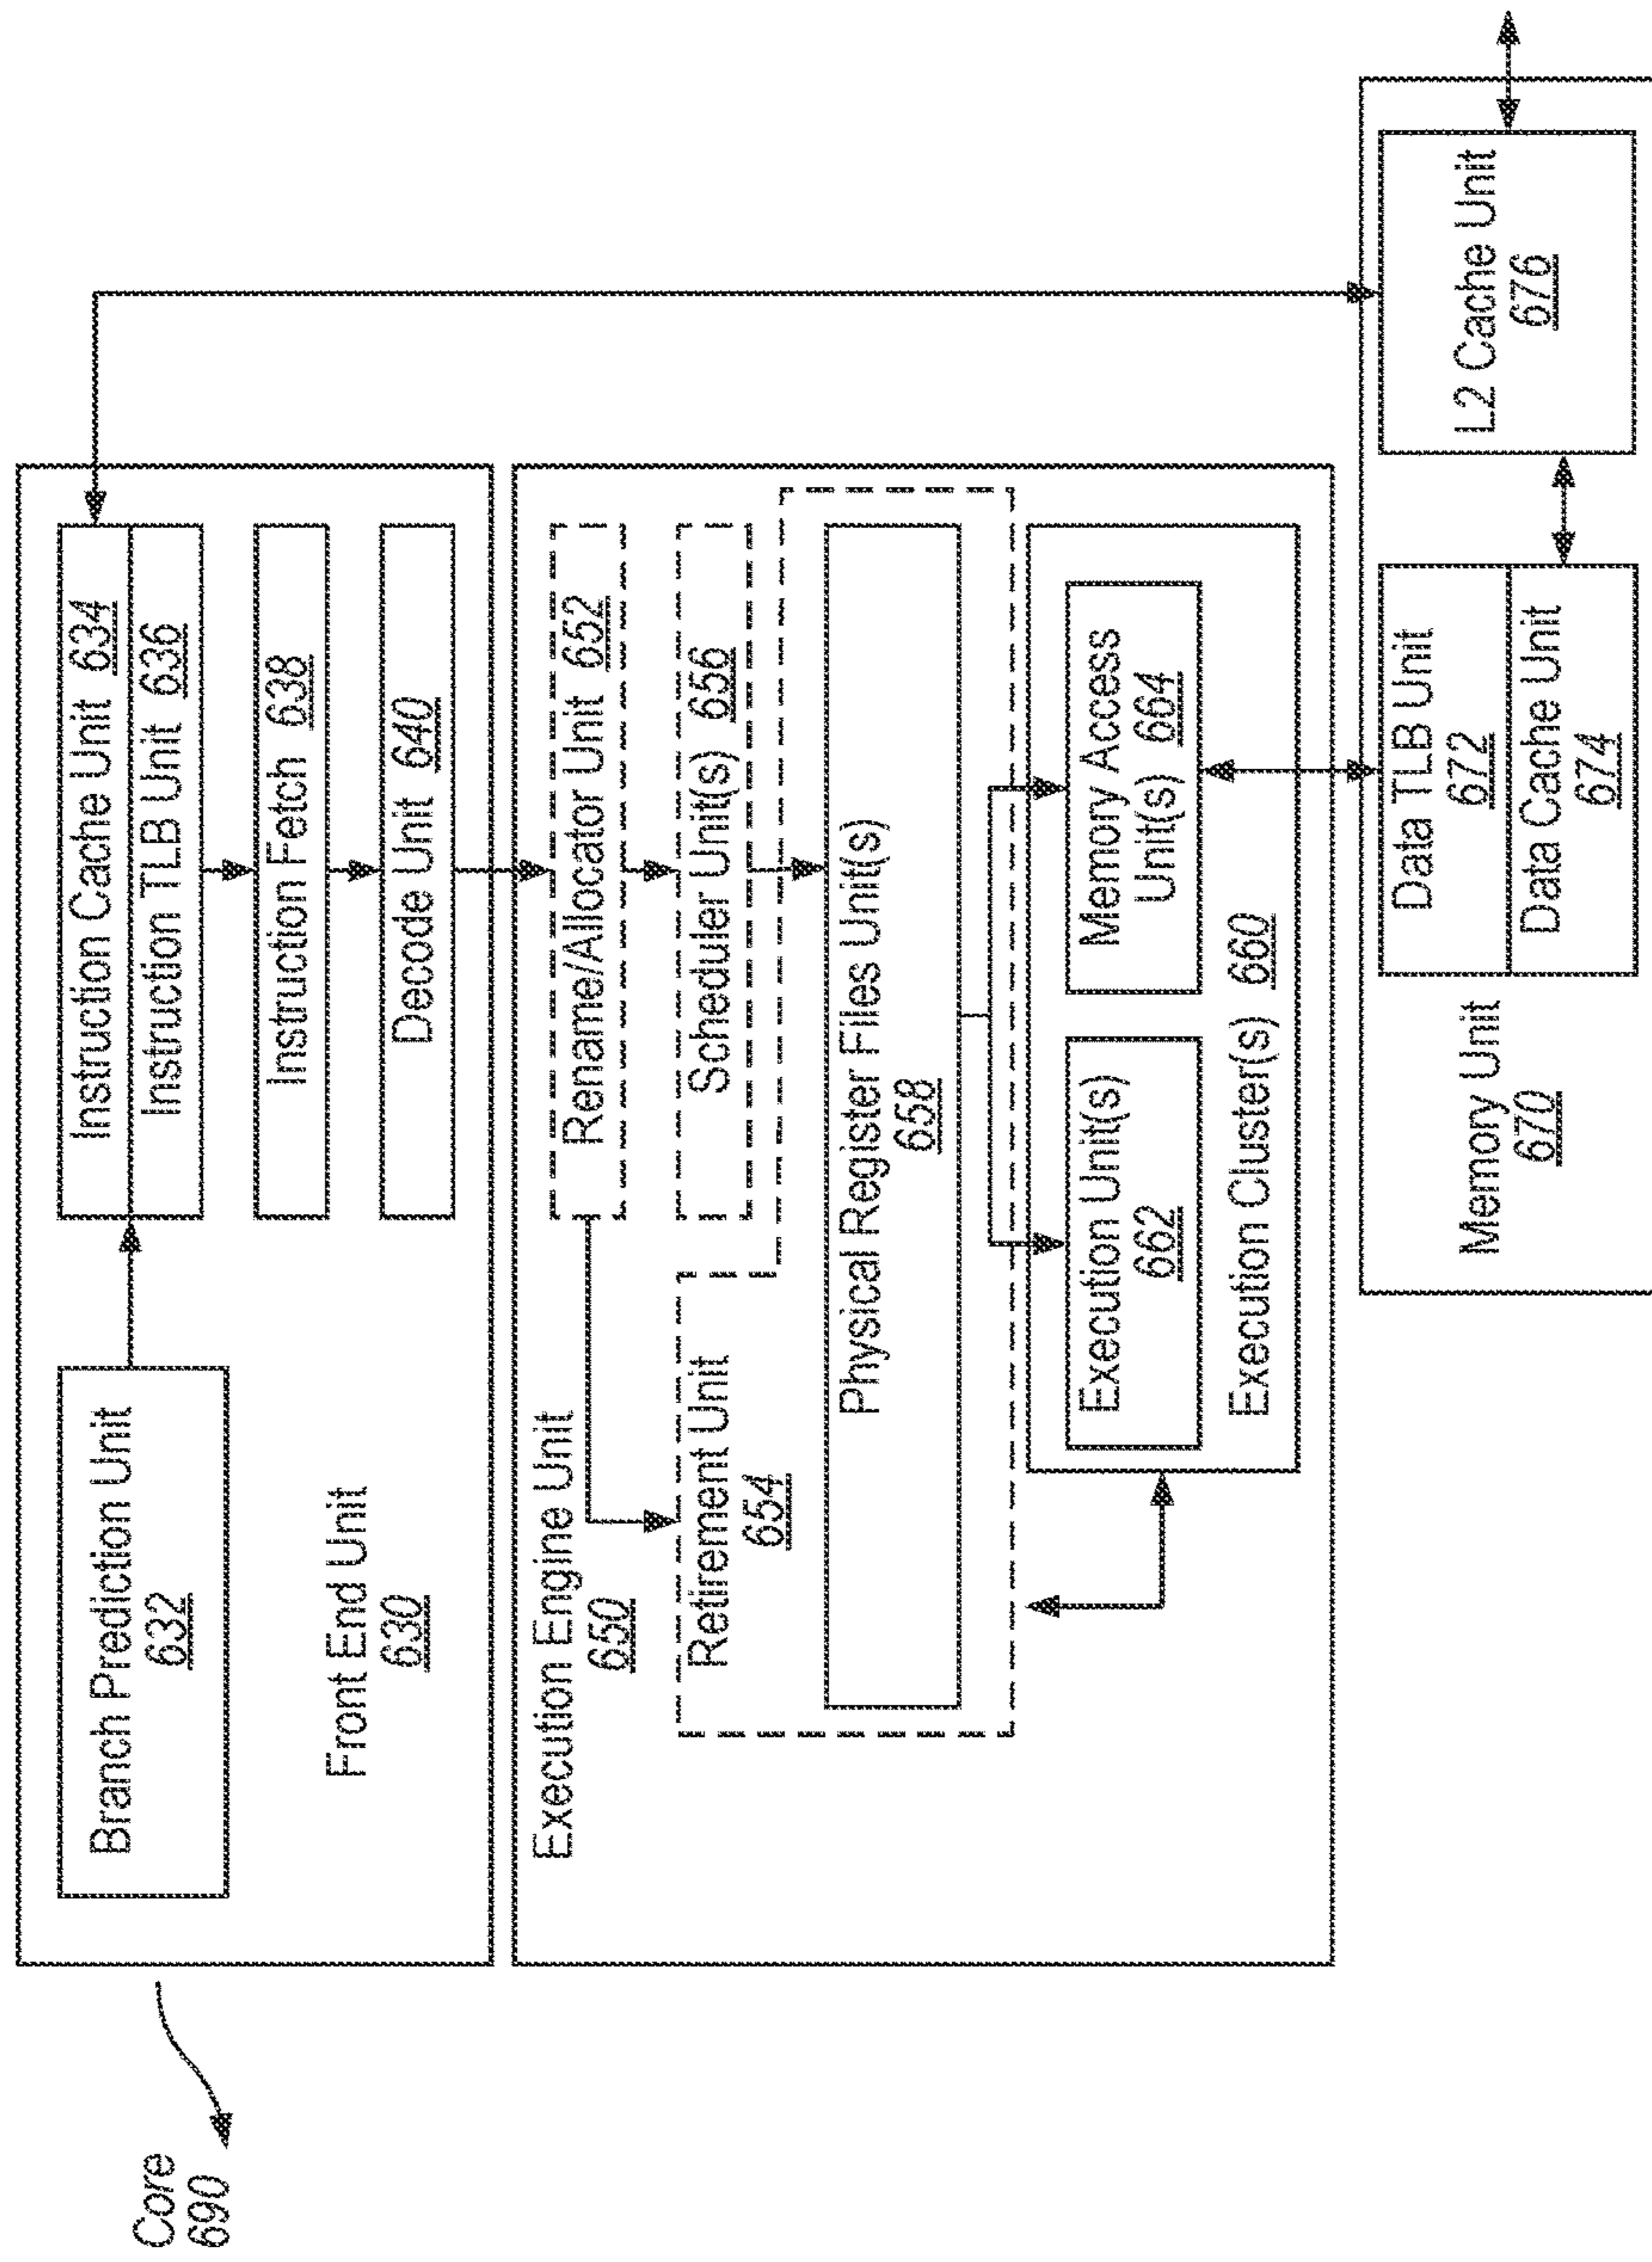 Core
690
Branch Prediction Unit
632
Front End Unit
630
Instruction Cache Unit 634
Instruction TLB Unit 636
Instruction Fetch 638
Decode Unit 640
Execution Engine Unit
650
Rename/Allocator Unit 652
Scheduler Unit(s) 656
Retirement Unit
654
Physical Register Files Unit(s)
658
Execution Unit(s)
662
Memory Access
Unit(s) 664
Execution Cluster(s) 660
Memory Unit
670
Data TLB Unit
672
Data Cache Unit
674
L2 Cache Unit
676